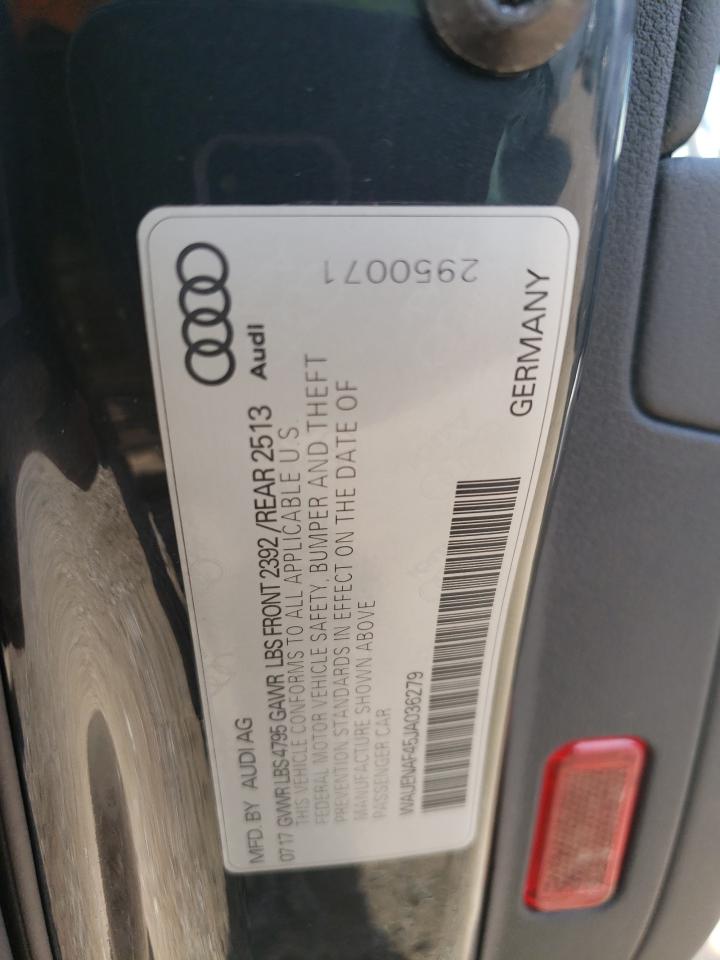 Audi
2950071
MFD. BY AUDI AG
0717 GVWR LBS 4795 GAWR LBS FRONT 2392 /REAR 2513
THIS VEHICLE CONFORMS TO ALL APPLICABLE U.S.
FEDERAL MOTOR VEHICLE SAFETY, BUMPER AND THEFT
PREVENTION STANDARDS IN EFFECT ON THE DATE OF
MANUFACTURE SHOWN ABOVE
PASSENGER CAR
WAUENAF45JA036279
GERMANY